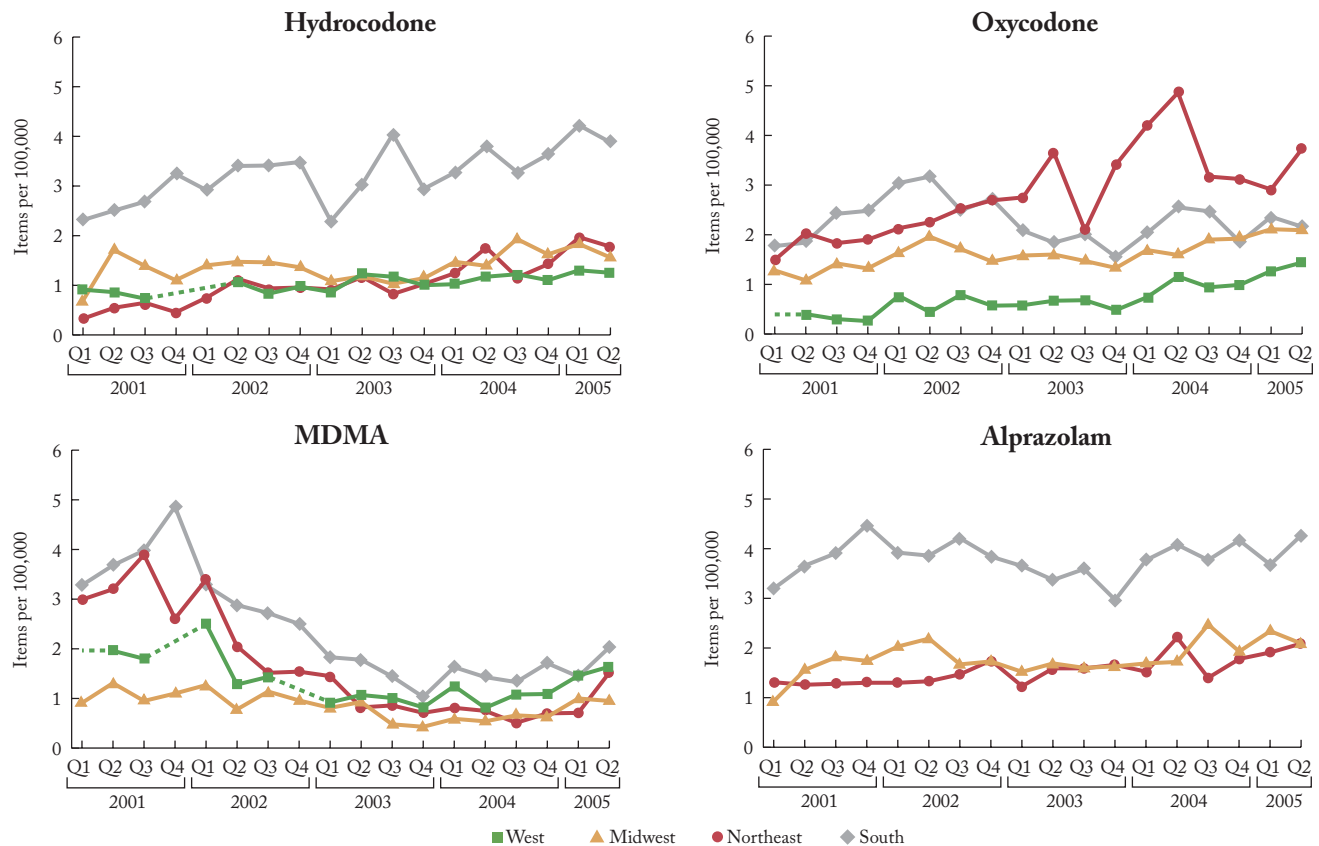 Hydrocodone
Items per 100,000
6
5
4
3
2
1
0
Q1 Q2 Q3 Q4 Q1 Q2 Q3 Q4 Q1 Q2 Q3 Q4 Q1 Q2 Q3 Q4 Q1 Q2
2001 2002 2003 2004 2005
Oxycodone
Items per 100,000
6
5
4
3
2
1
0
Q1 Q2 Q3 Q4 Q1 Q2 Q3 Q4 Q1 Q2 Q3 Q4 Q1 Q2 Q3 Q4 Q1 Q2
2001 2002 2003 2004 2005
MDMA
Items per 100,000
6
5
4
3
2
1
0
Q1 Q2 Q3 Q4 Q1 Q2 Q3 Q4 Q1 Q2 Q3 Q4 Q1 Q2 Q3 Q4 Q1 Q2
2001 2002 2003 2004 2005
Alprazolam
Items per 100,000
6
5
4
3
2
1
0
Q1 Q2 Q3 Q4 Q1 Q2 Q3 Q4 Q1 Q2 Q3 Q4 Q1 Q2 Q3 Q4 Q1 Q2
2001 2002 2003 2004 2005
West Midwest Northeast South